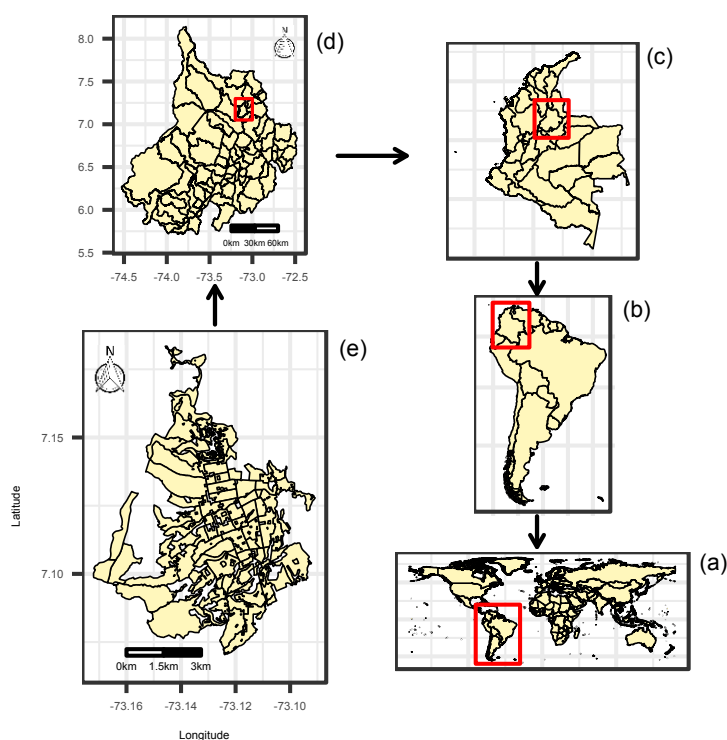 (d)
N
8.0
7.5
7.0
6.5
6.0
5.5
0km 30km 60km
-74.5 -74.0 -73.5 -73.0 -72.5
(c)
(b)
(a)
(e)
N
7.15
7.10
Latitude
0km 1.5km 3km
-73.16 -73.14 -73.12 -73.10
Longitude